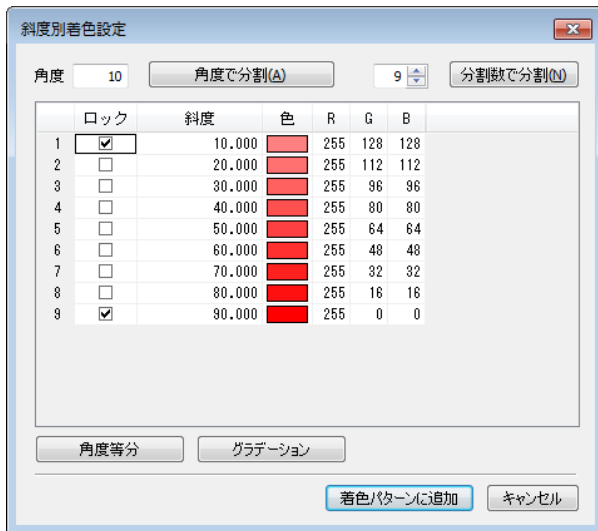 斜度別着色設定
角度 10 角度で分割(A) 9 分割数で分割(N)
ロック 斜度 色 R G B
1 10.000 255 128 128
2 20.000 255 112 112
3 30.000 255 96 96
4 40.000 255 80 80
5 50.000 255 64 64
6 60.000 255 48 48
7 70.000 255 32 32
8 80.000 255 16 16
9 90.000 255 0 0
角度等分 グラデーション
着色パターンに追加 キャンセル